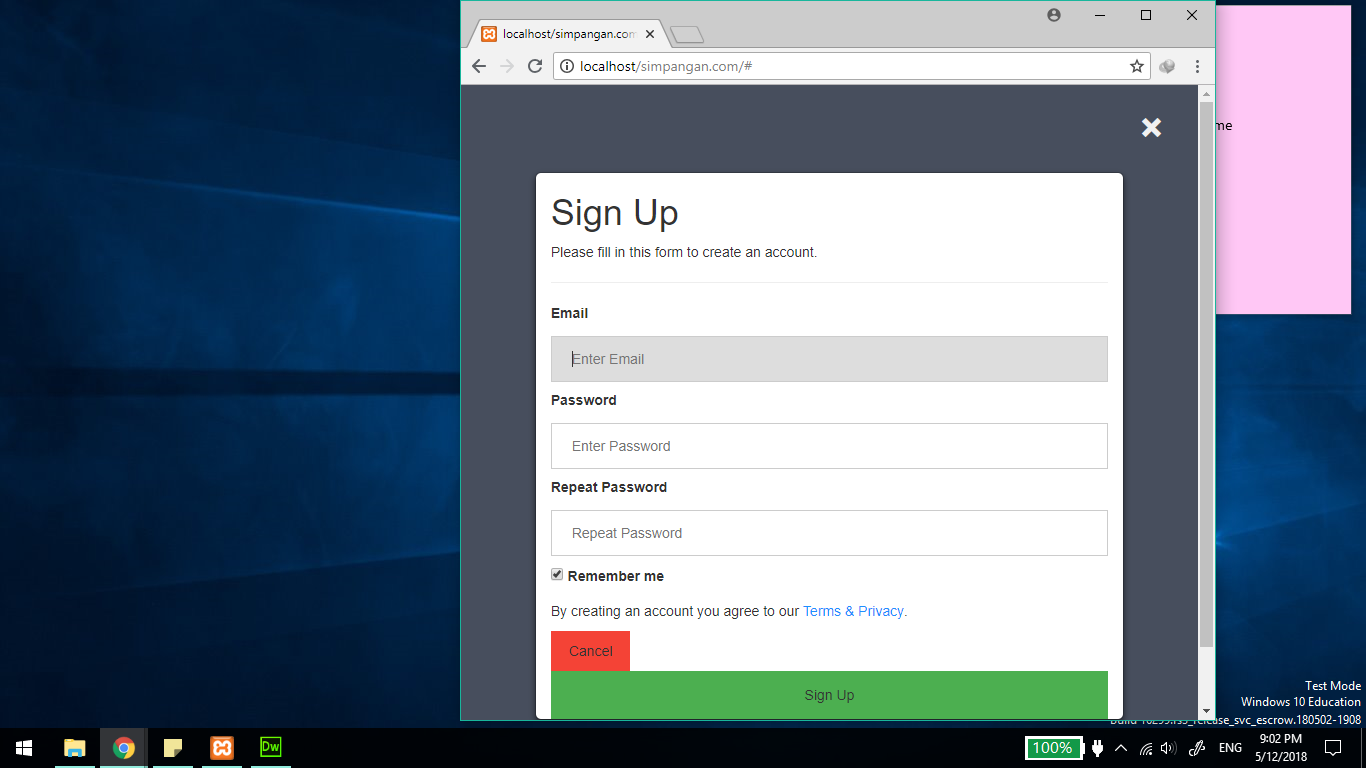 localhost/simpangan.com
localhost/simpangan.com/#
me
Sign Up
Please fill in this form to create an account.
Email
Enter Email
Password
Enter Password
Repeat Password
Repeat Password
Remember me
By creating an account you agree to our Terms & Privacy.
Cancel
Sign Up
Test Mode
Windows 10 Education
Build 16299.rs3_release_svc_escrow.180502-1908
Dw
100%
ENG
9:02 PM
5/12/2018